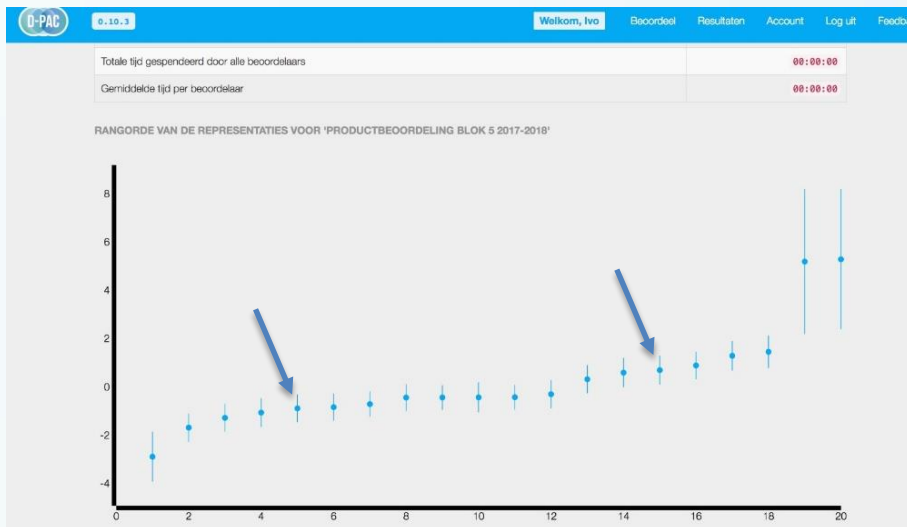 D-PAC 0.10.3 Welkom, Ivo Beoordeel Resultaten Account Log uit Feedba
Totale tijd gespendeerd door alle beoordelaars 00:00:00
Gemiddelde tijd per beoordelaar 00:00:00
RANGORDE VAN DE REPRESENTATIES VOOR 'PRODUCTBEOORDELING BLOK 5 2017-2018'
8
6
4
2
0
-2
-4
0 2 4 6 8 10 12 14 16 18 20